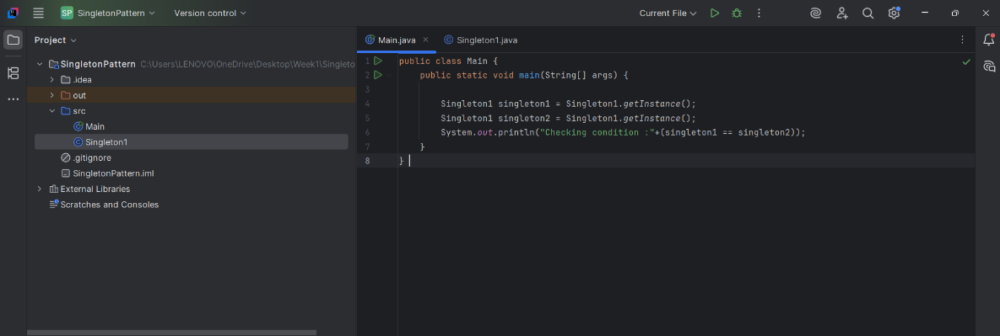 SP SingletonPattern Version control Current File
Project
Main.java Singleton1.java
SingletonPattern C:\Users\LENOVO\OneDrive\Desktop\Week1\Singleto
.idea
out
src
Main
Singleton1
.gitignore
SingletonPattern.iml
External Libraries
Scratches and Consoles
1 public class Main {
2 public static void main(String[] args) {
3
4 Singleton1 singleton1 = Singleton1.getInstance();
5 Singleton1 singleton2 = Singleton1.getInstance();
6 System.out.println("Checking condition :"+(singleton1 == singleton2));
7 }
8 }